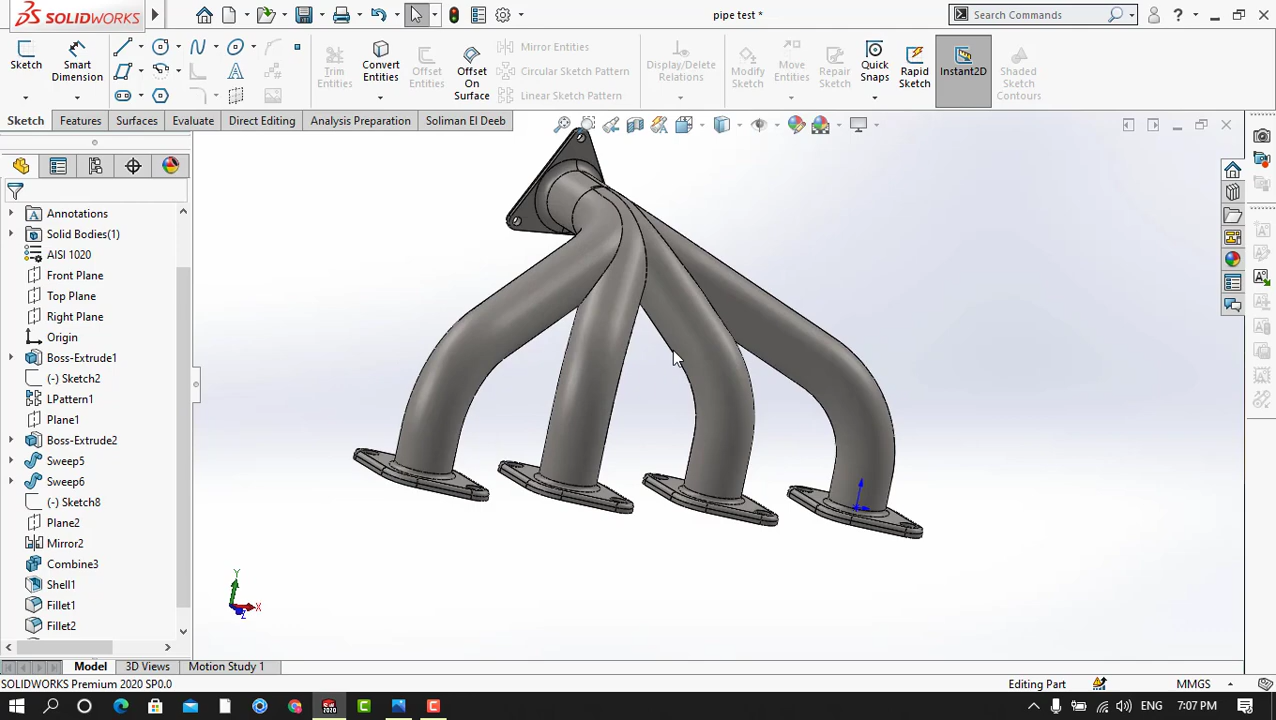 SOLIDWORKS
pipe test *
Search Commands
Sketch
Smart Dimension
Trim Entities
Convert Entities
Offset Entities
Offset On Surface
Mirror Entities
Circular Sketch Pattern
Linear Sketch Pattern
Display/Delete Relations
Modify Sketch
Move Entities
Repair Sketch
Quick Snaps
Rapid Sketch
Instant2D
Shaded Sketch Contours
Sketch Features Surfaces Evaluate Direct Editing Analysis Preparation Soliman El Deeb
Annotations
Solid Bodies(1)
AISI 1020
Front Plane
Top Plane
Right Plane
Origin
Boss-Extrude1
(-) Sketch2
LPattern1
Plane1
Boss-Extrude2
Sweep5
Sweep6
(-) Sketch8
Plane2
Mirror2
Combine3
Shell1
Fillet1
Fillet2
Y
X
Z
Model 3D Views Motion Study 1
SOLIDWORKS Premium 2020 SP0.0
Editing Part
MMGS
ENG
7:07 PM